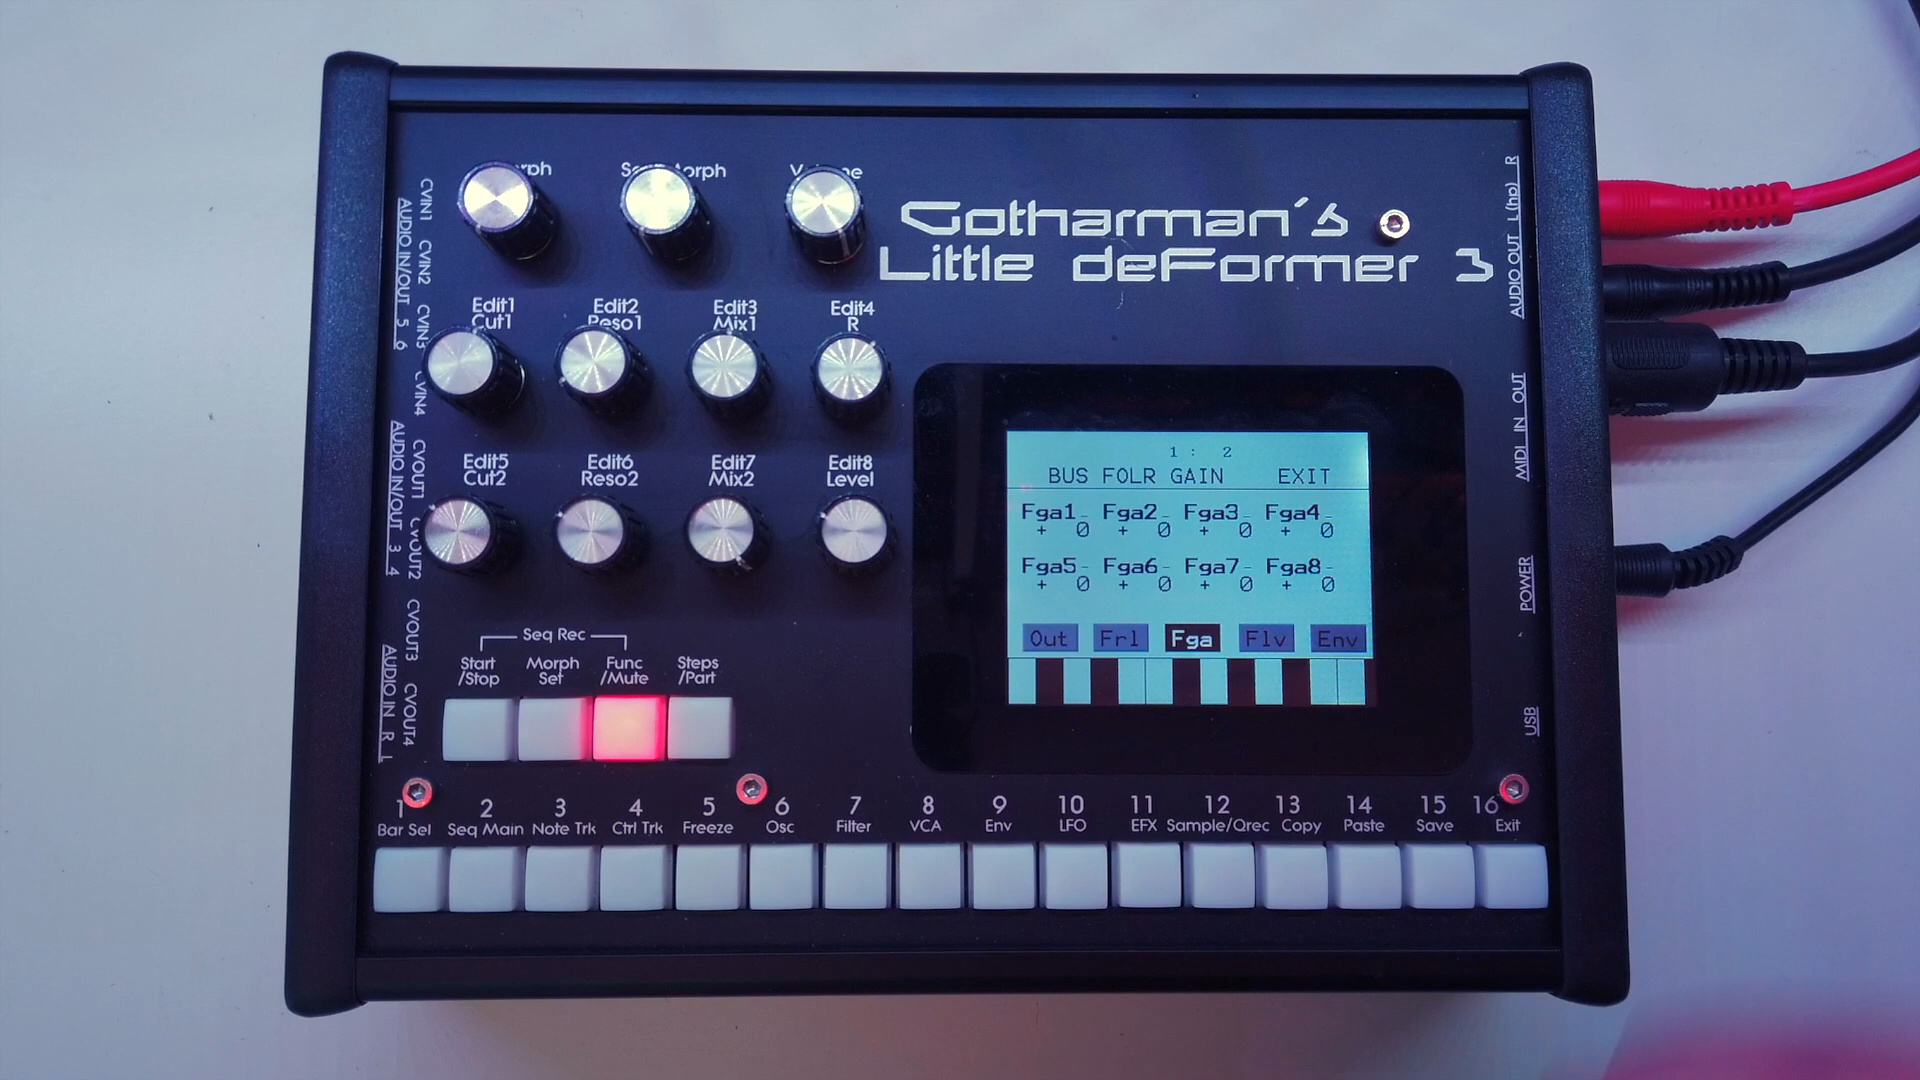 Volume
Gotharman´s
Little deFormer 3
Edit1 Edit2 Edit3 Edit4
Cut1 Reso1 Mix1 R
Edit5 Edit6 Edit7 Edit8
Cut2 Reso2 Mix2 Level
1 : 2
BUS FOLR GAIN EXIT
Fga1- Fga2- Fga3- Fga4-
+ 0 + 0 + 0 + 0
Fga5- Fga6- Fga7- Fga8-
+ 0 + 0 + 0 + 0
Out Frl Fga Flv Env
Seq Rec
Start Morph Func Steps
/Stop Set /Mute /Part
1 2 3 4 5 6 7 8 9 10 11 12 13 14 15 16
Bar Sel Seq Main Note Trk Ctrl Trk Freeze Osc Filter VCA Env LFO EFX Sample/Qrec Copy Paste Save Exit
CVIN1 CVIN2 CVIN3 CVIN4 CVOUT1 CVOUT2 CVOUT3 CVOUT4
AUDIO IN/OUT 5 6
AUDIO IN/OUT 3 4
AUDIO IN R L
AUDIO OUT L(hp) R
MIDI IN OUT
POWER
USB